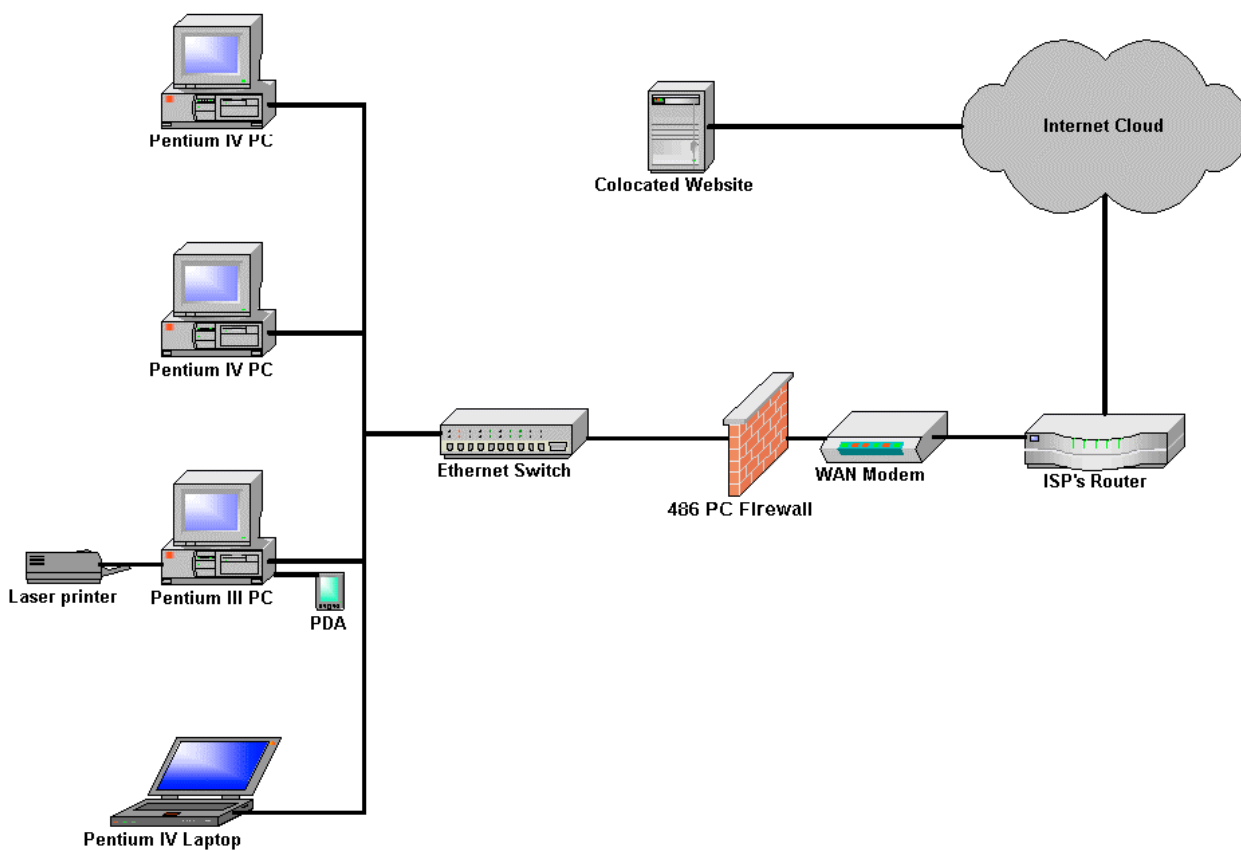 Pentium IV PC
Internet Cloud
Colocated Website
Pentium IV PC
Ethernet Switch
WAN Modem
ISP's Router
486 PC Firewall
Laser printer
Pentium III PC
PDA
Pentium IV Laptop